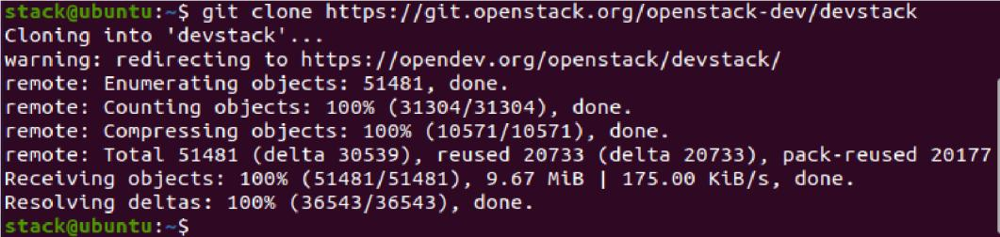 stack@ubuntu:~$ git clone https://git.openstack.org/openstack-dev/devstack
Cloning into 'devstack'...
warning: redirecting to https://opendev.org/openstack/devstack/
remote: Enumerating objects: 51481, done.
remote: Counting objects: 100% (31304/31304), done.
remote: Compressing objects: 100% (10571/10571), done.
remote: Total 51481 (delta 30539), reused 20733 (delta 20733), pack-reused 20177
Receiving objects: 100% (51481/51481), 9.67 MiB | 175.00 KiB/s, done.
Resolving deltas: 100% (36543/36543), done.
stack@ubuntu:~$